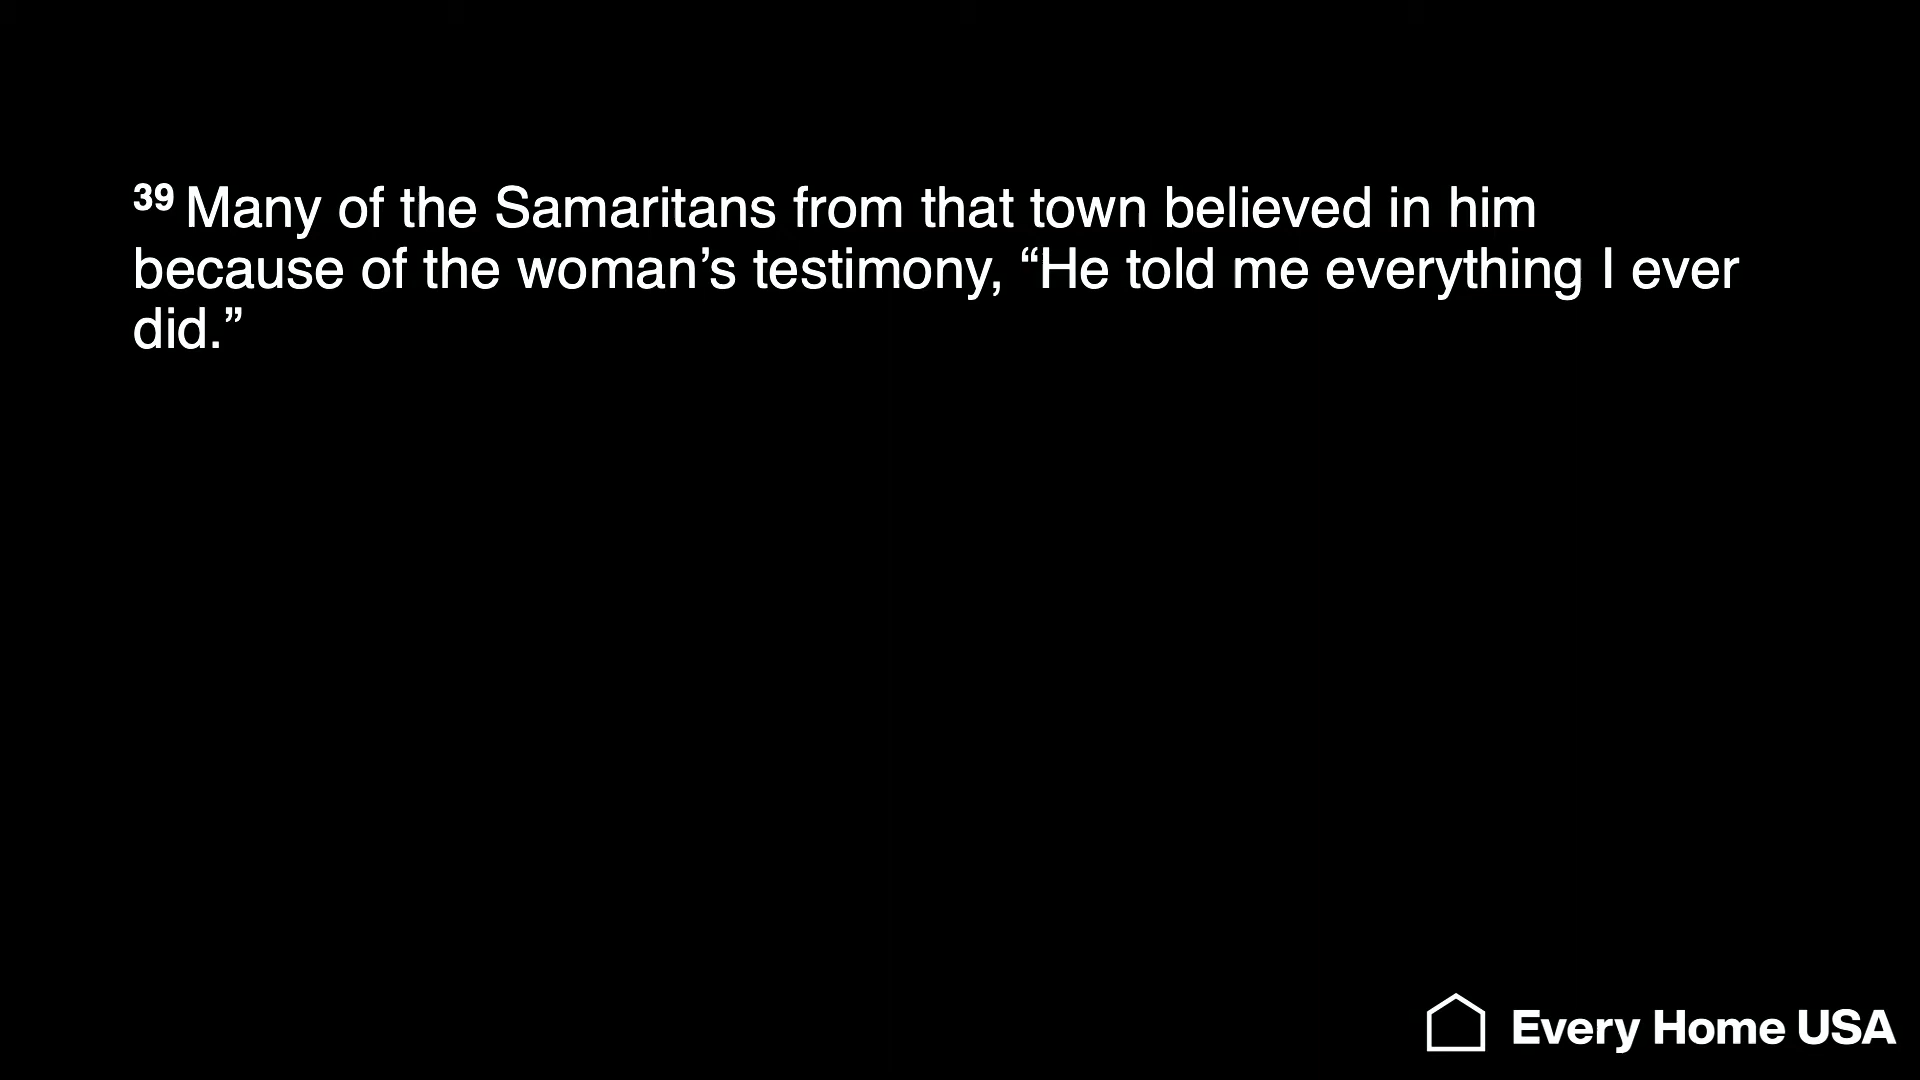 39 Many of the Samaritans from that town believed in him
because of the woman’s testimony, “He told me everything I ever
did.”
Every Home USA